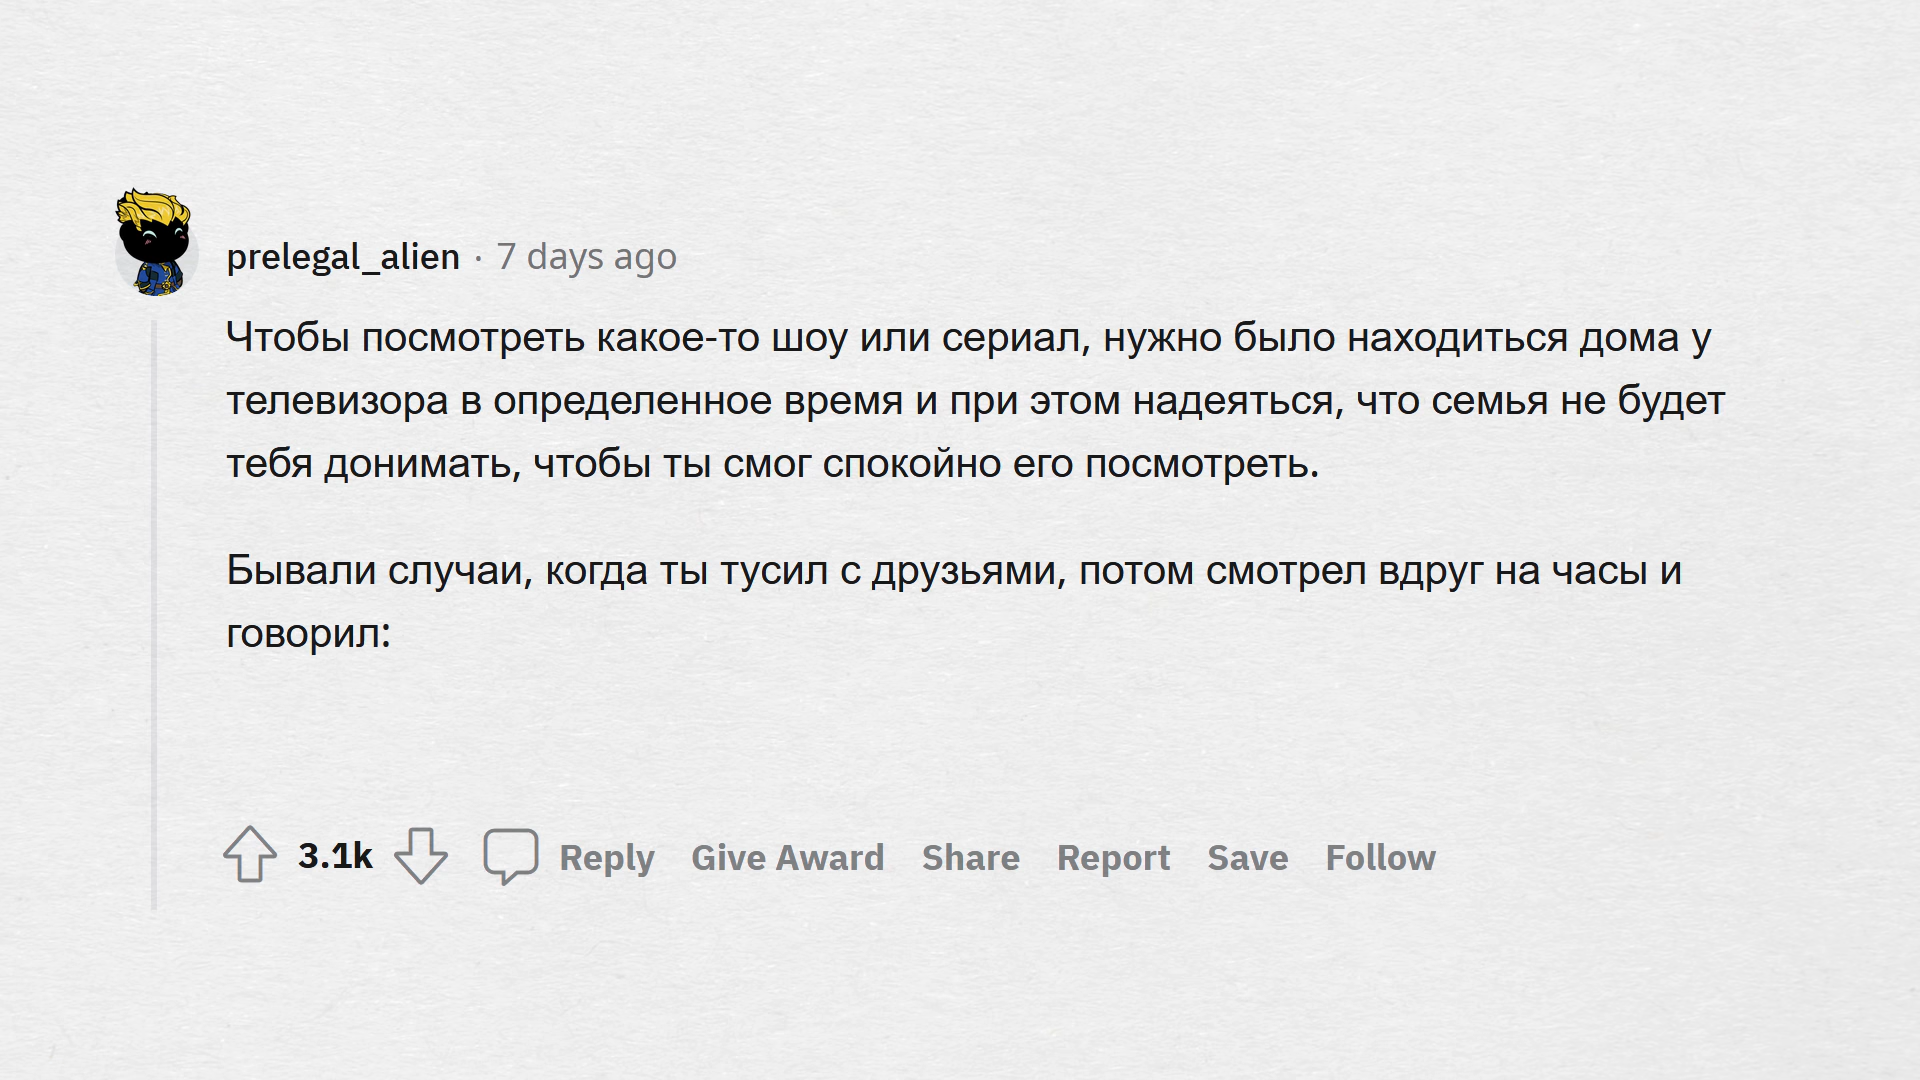 prelegal_alien · 7 days ago
Чтобы посмотреть какое-то шоу или сериал, нужно было находиться дома у
телевизора в определенное время и при этом надеяться, что семья не будет
тебя донимать, чтобы ты смог спокойно его посмотреть.
Бывали случаи, когда ты тусил с друзьями, потом смотрел вдруг на часы и
говорил:
3.1k Reply Give Award Share Report Save Follow